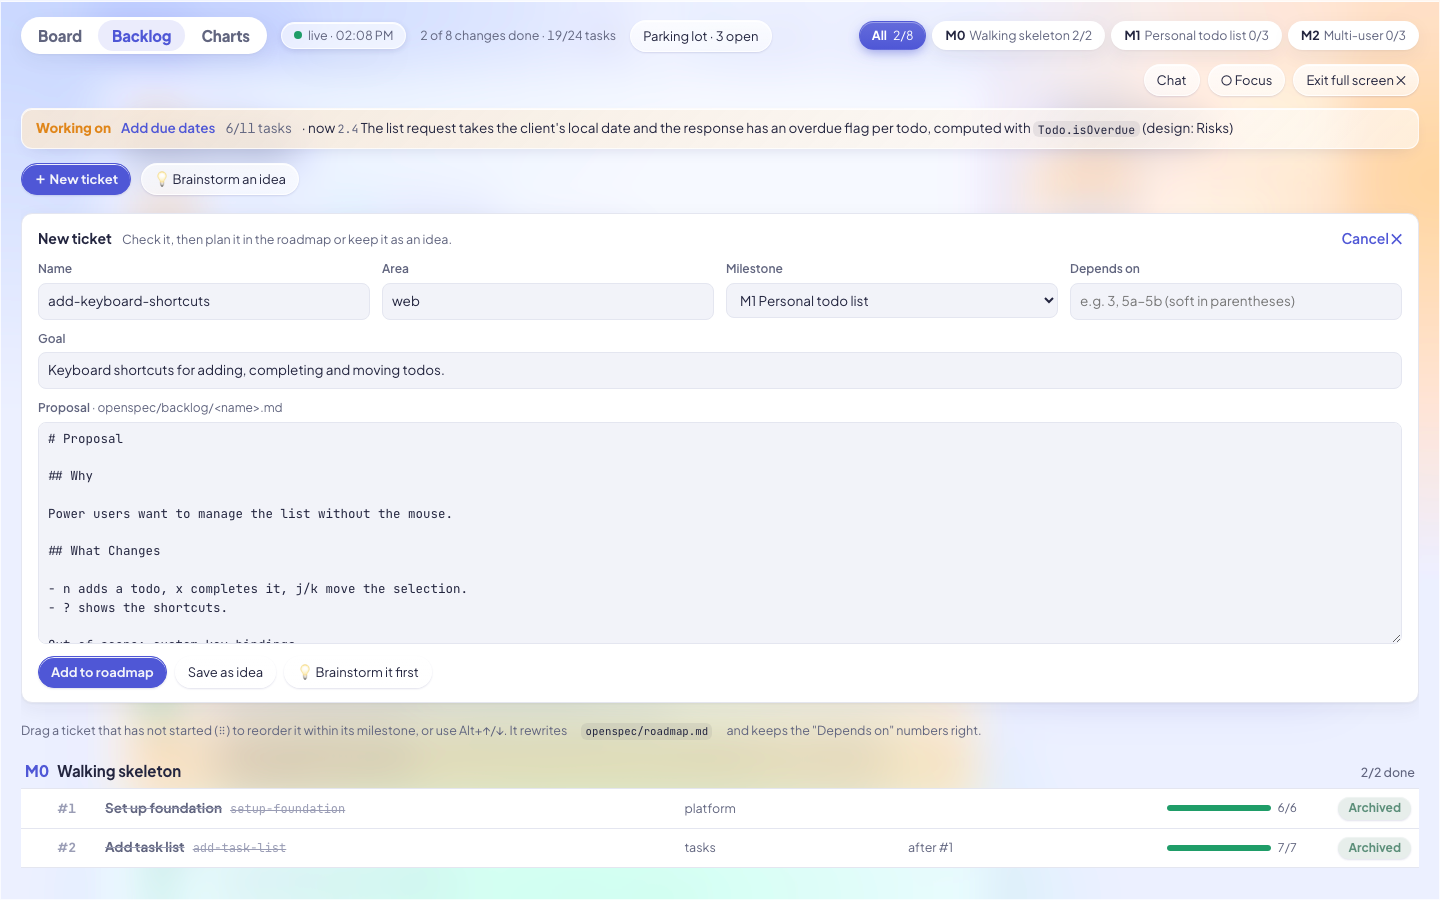 Board Backlog Charts live · 02:08 PM 2 of 8 changes done · 19/24 tasks Parking lot · 3 open All 2/8 M0 Walking skeleton 2/2 M1 Personal todo list 0/3 M2 Multi-user 0/3
Chat Focus Exit full screen ✕
Working on Add due dates 6/11 tasks · now 2.4 The list request takes the client's local date and the response has an overdue flag per todo, computed with Todo.isOverdue (design: Risks)
+ New ticket 💡 Brainstorm an idea
New ticket Check it, then plan it in the roadmap or keep it as an idea. Cancel ✕
Name Area Milestone Depends on
add-keyboard-shortcuts web M1 Personal todo list e.g. 3, 5a–5b (soft in parentheses)
Goal
Keyboard shortcuts for adding, completing and moving todos.
Proposal · openspec/backlog/<name>.md
# Proposal
## Why
Power users want to manage the list without the mouse.
## What Changes
- n adds a todo, x completes it, j/k move the selection.
- ? shows the shortcuts.
Out of scope: custom key bindings
Add to roadmap Save as idea 💡 Brainstorm it first
Drag a ticket that has not started (⠿) to reorder it within its milestone, or use Alt+↑/↓. It rewrites openspec/roadmap.md and keeps the "Depends on" numbers right.
M0 Walking skeleton 2/2 done
#1 Set up foundation setup-foundation platform 6/6 Archived
#2 Add task list add-task-list tasks after #1 7/7 Archived